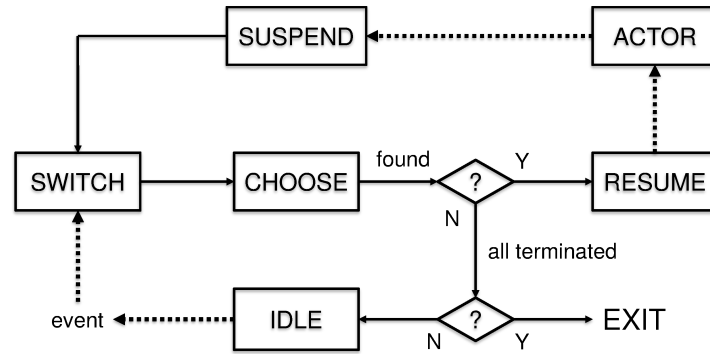 SUSPEND
ACTOR
SWITCH
CHOOSE
found
?
Y
RESUME
N
all terminated
event
IDLE
N
?
Y
EXIT